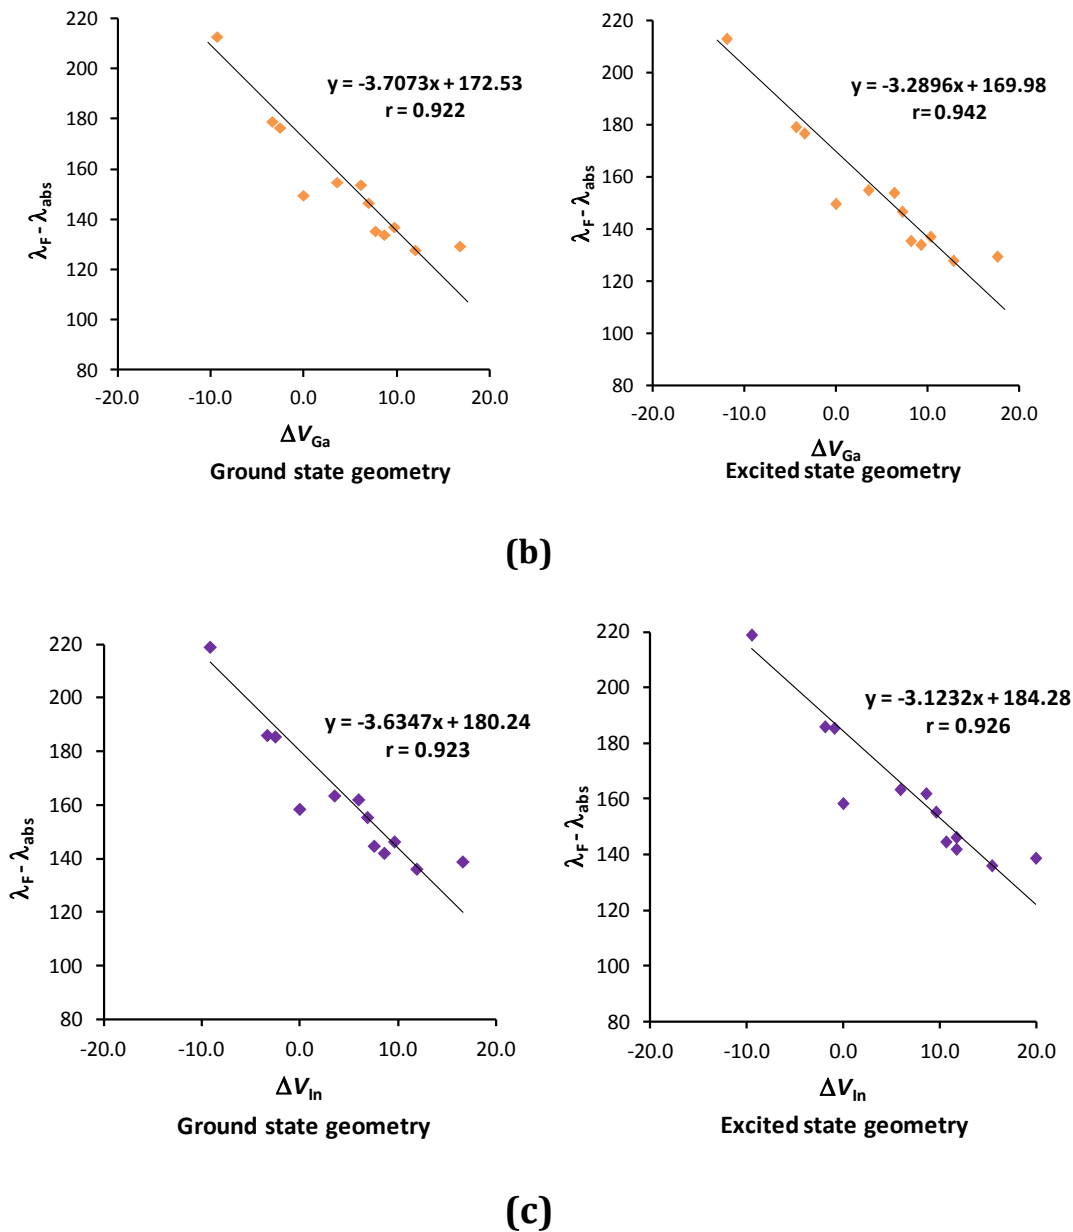 220
200
180
160
140
120
100
80
λF - λabs
y = -3.7073x + 172.53
r = 0.922
-20.0 -10.0 0.0 10.0 20.0
ΔVGa
Ground state geometry
220
200
180
160
140
120
100
80
λF - λabs
y = -3.2896x + 169.98
r= 0.942
-20.0 -10.0 0.0 10.0 20.0
ΔVGa
Excited state geometry
(b)
220
200
180
160
140
120
100
80
λF - λabs
y = -3.6347x + 180.24
r = 0.923
-20.0 -10.0 0.0 10.0 20.0
ΔVIn
Ground state geometry
220
200
180
160
140
120
100
80
λF - λabs
y = -3.1232x + 184.28
r = 0.926
-20.0 -10.0 0.0 10.0 20.0
ΔVIn
Excited state geometry
(c)